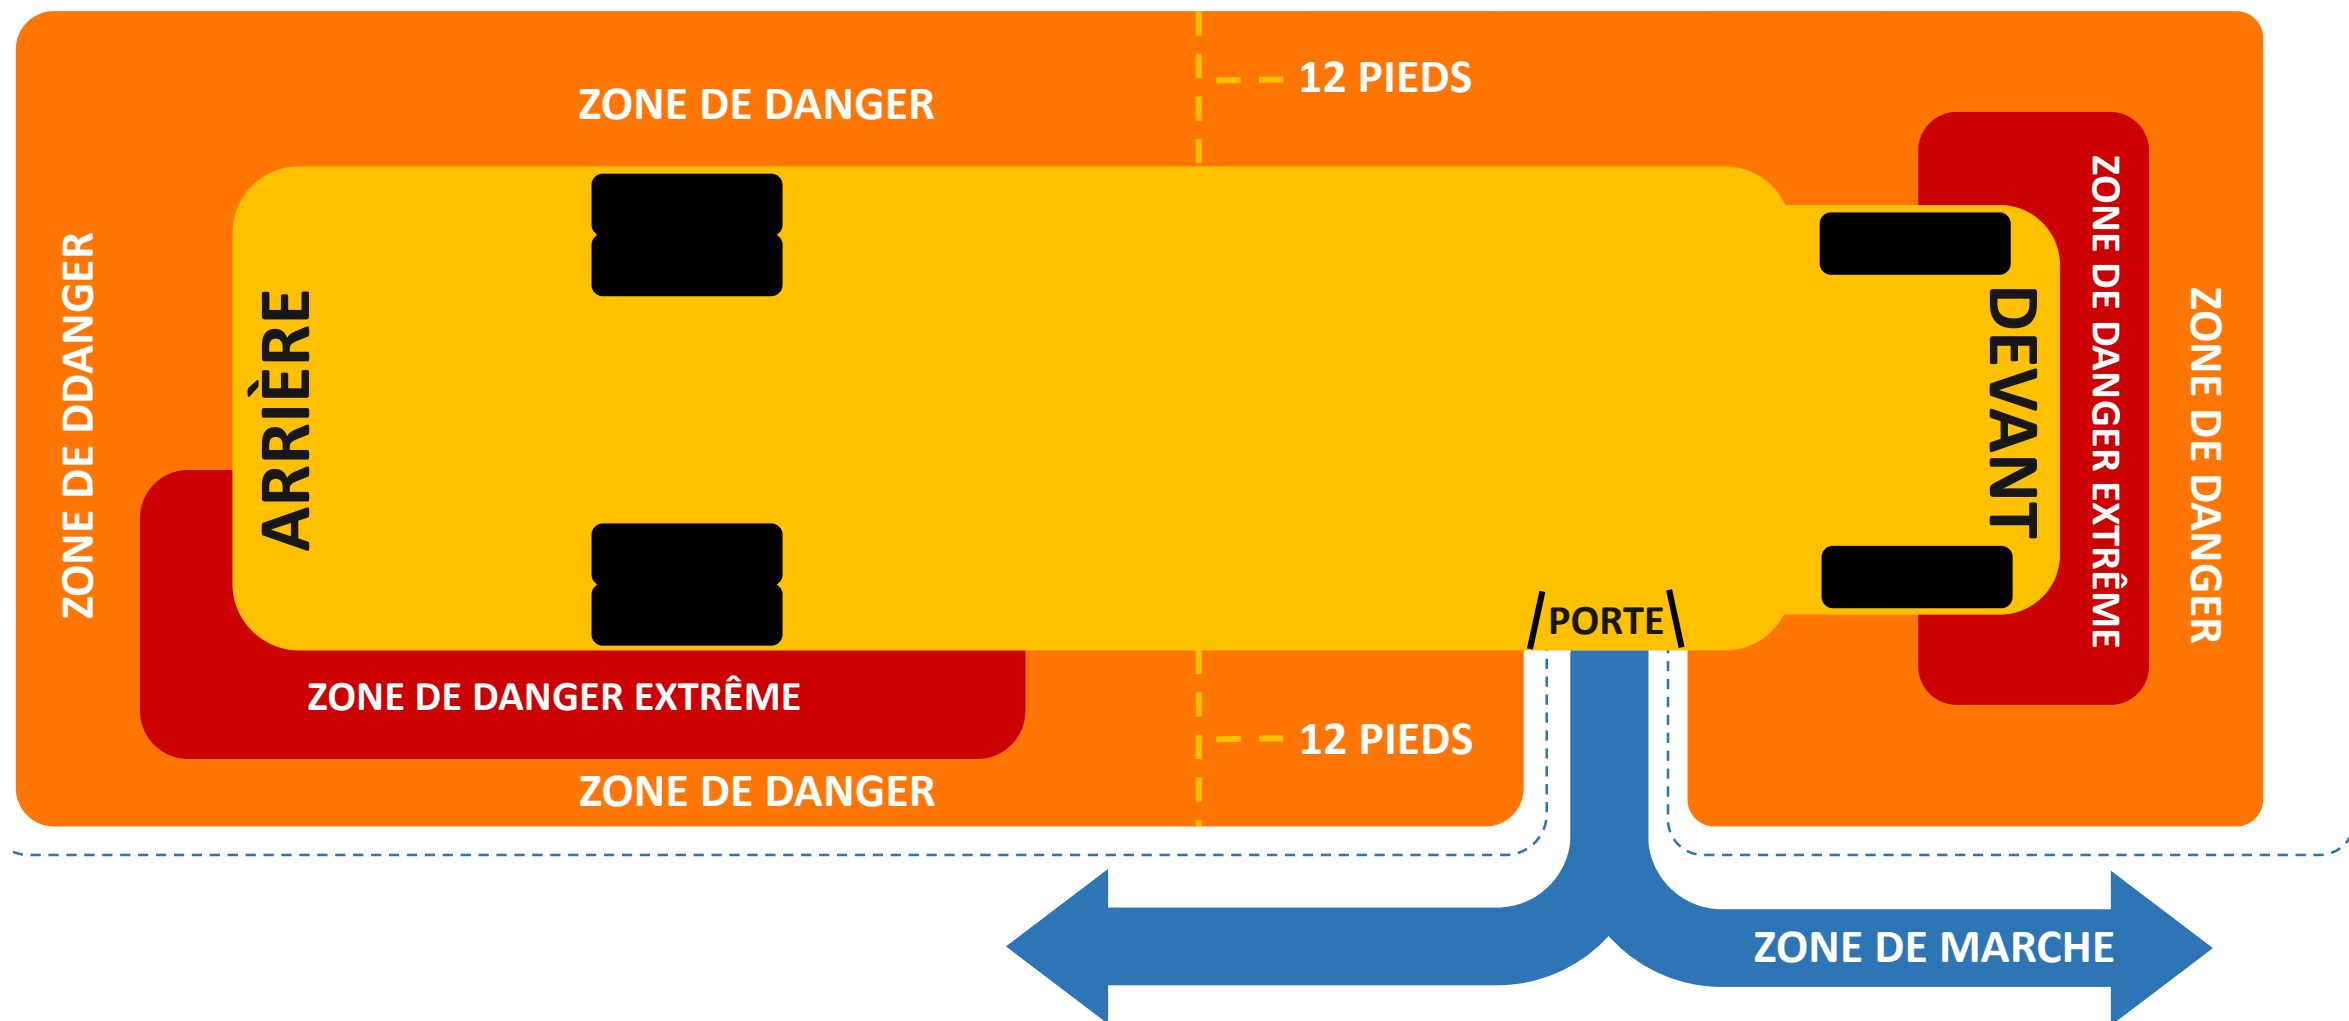 12 PIEDS
ZONE DE DANGER
ZONE DE DDANGER
ARRIÈRE
DEVANT
ZONE DE DANGER EXTRÊME
ZONE DE DANGER
PORTE
ZONE DE DANGER EXTRÊME
12 PIEDS
ZONE DE DANGER
ZONE DE MARCHE